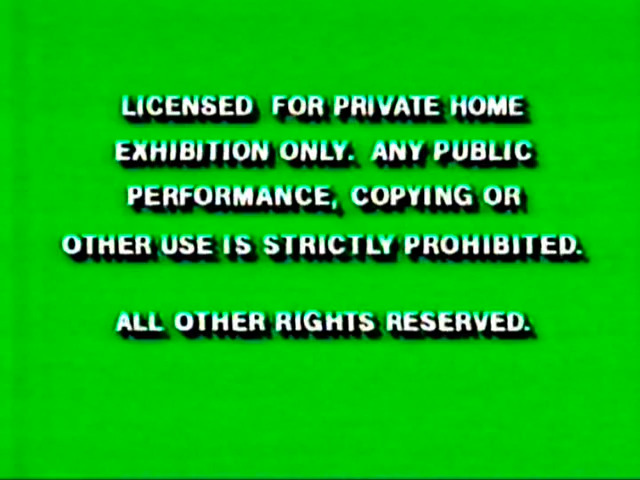 LICENSED FOR PRIVATE HOME
EXHIBITION ONLY. ANY PUBLIC
PERFORMANCE, COPYING OR
OTHER USE IS STRICTLY PROHIBITED.
ALL OTHER RIGHTS RESERVED.